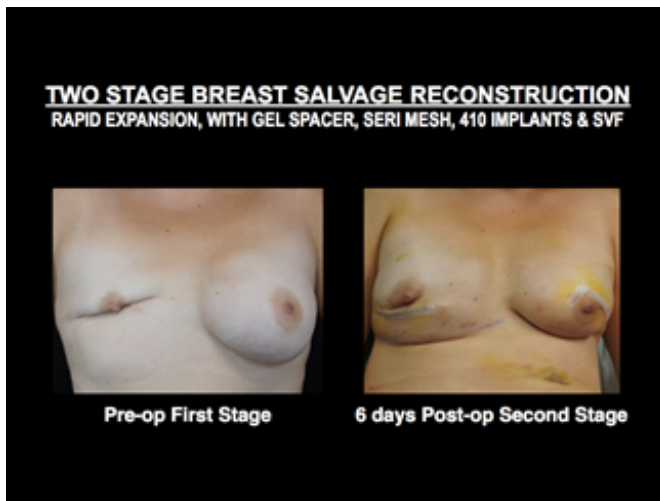 TWO STAGE BREAST SALVAGE RECONSTRUCTION
RAPID EXPANSION, WITH GEL SPACER, SERI MESH, 410 IMPLANTS & SVF
Pre-op First Stage
6 days Post-op Second Stage